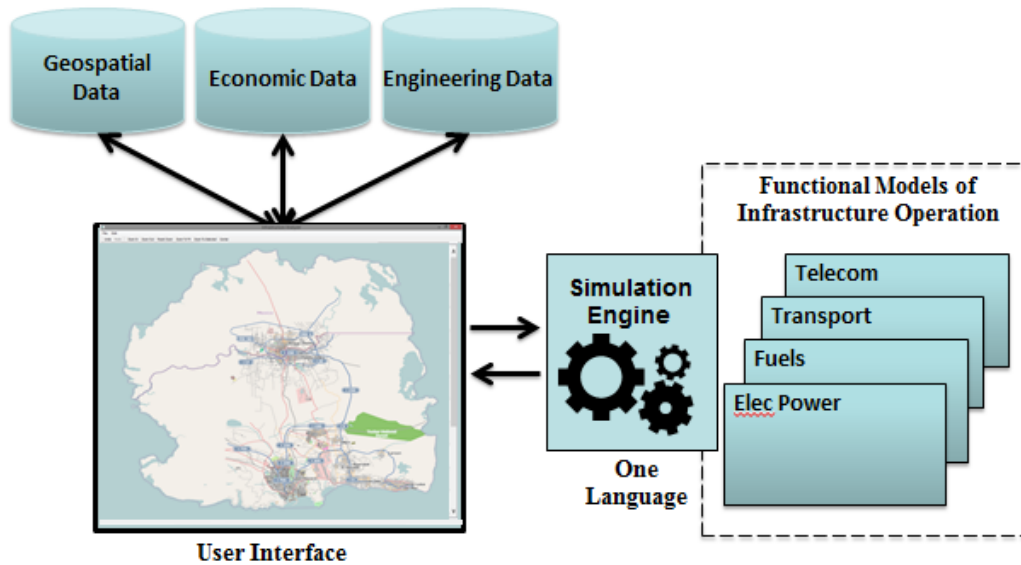 Geospatial
Data
Economic Data
Engineering Data
Functional Models of
Infrastructure Operation
Simulation
Engine
Telecom
Transport
Fuels
Elec Power
One
Language
User Interface